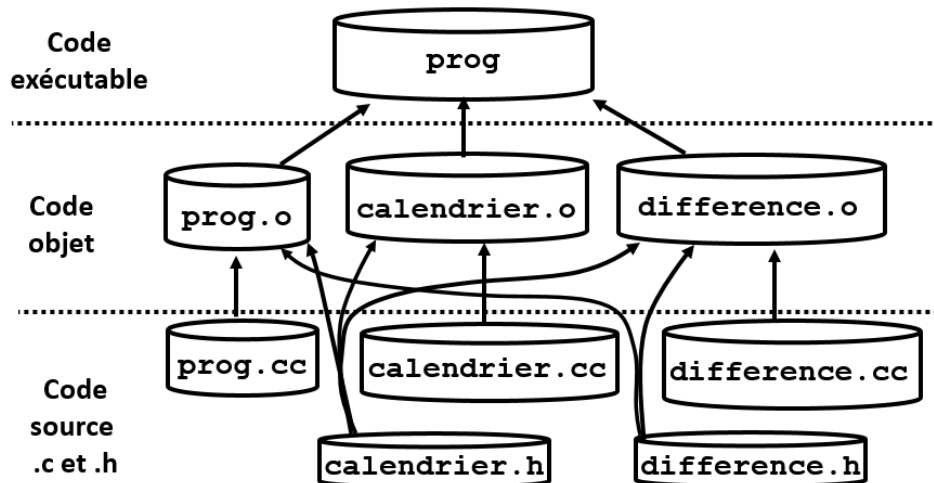 Code
exécutable
prog
Code
objet
prog.o
calendrier.o
difference.o
Code
source
.c et .h
prog.cc
calendrier.cc
difference.cc
calendrier.h
difference.h